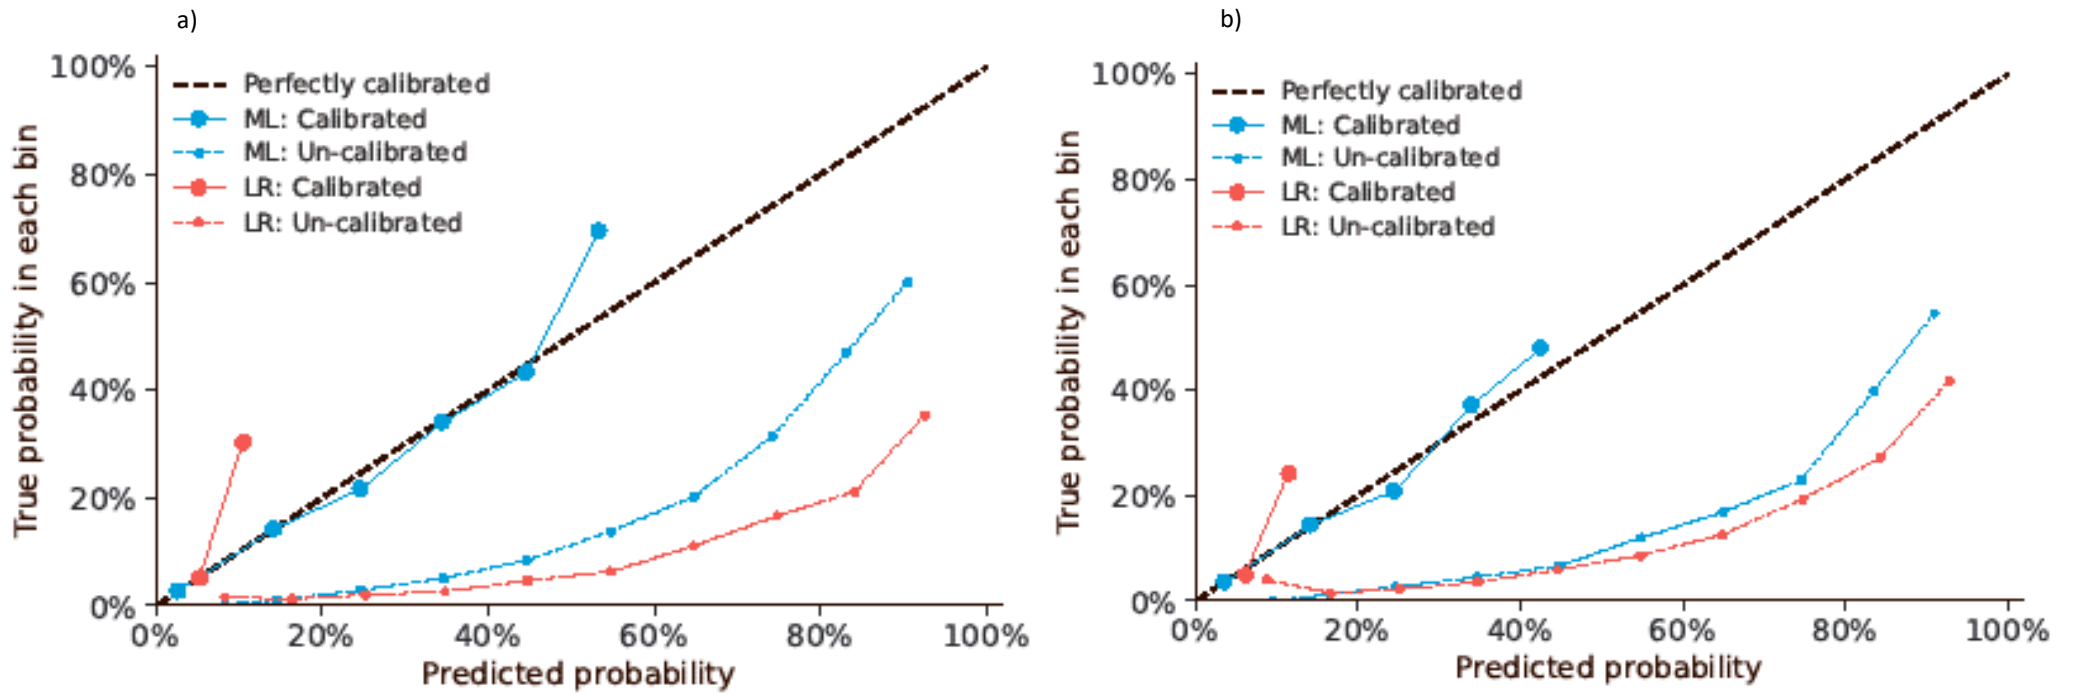 a)
100%
80%
60%
40%
20%
0%
True probability in each bin
Perfectly calibrated
ML: Calibrated
ML: Un-calibrated
LR: Calibrated
LR: Un-calibrated
0% 20% 40% 60% 80% 100%
Predicted probability
b)
100%
80%
60%
40%
20%
0%
True probability in each bin
Perfectly calibrated
ML: Calibrated
ML: Un-calibrated
LR: Calibrated
LR: Un-calibrated
0% 20% 40% 60% 80% 100%
Predicted probability